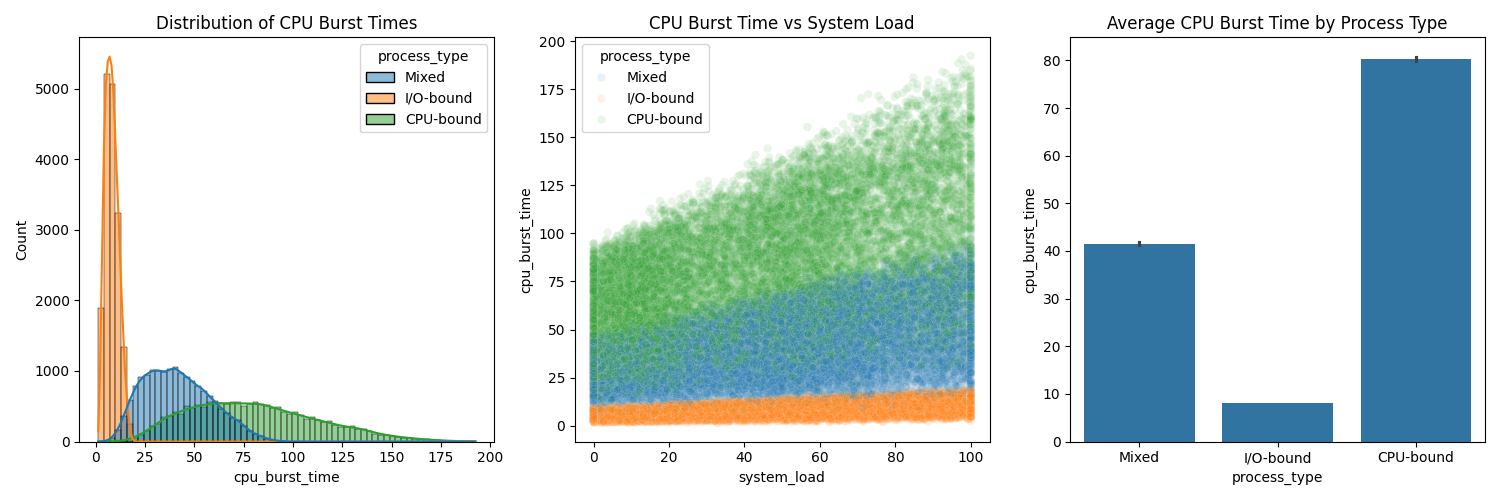 Distribution of CPU Burst Times
process_type
Mixed
I/O-bound
CPU-bound
5000
4000
3000
2000
1000
0
Count
0 25 50 75 100 125 150 175 200
cpu_burst_time
CPU Burst Time vs System Load
process_type
Mixed
I/O-bound
CPU-bound
200
175
150
125
100
75
50
25
0
cpu_burst_time
0 20 40 60 80 100
system_load
Average CPU Burst Time by Process Type
80
70
60
50
40
30
20
10
0
cpu_burst_time
Mixed I/O-bound CPU-bound
process_type